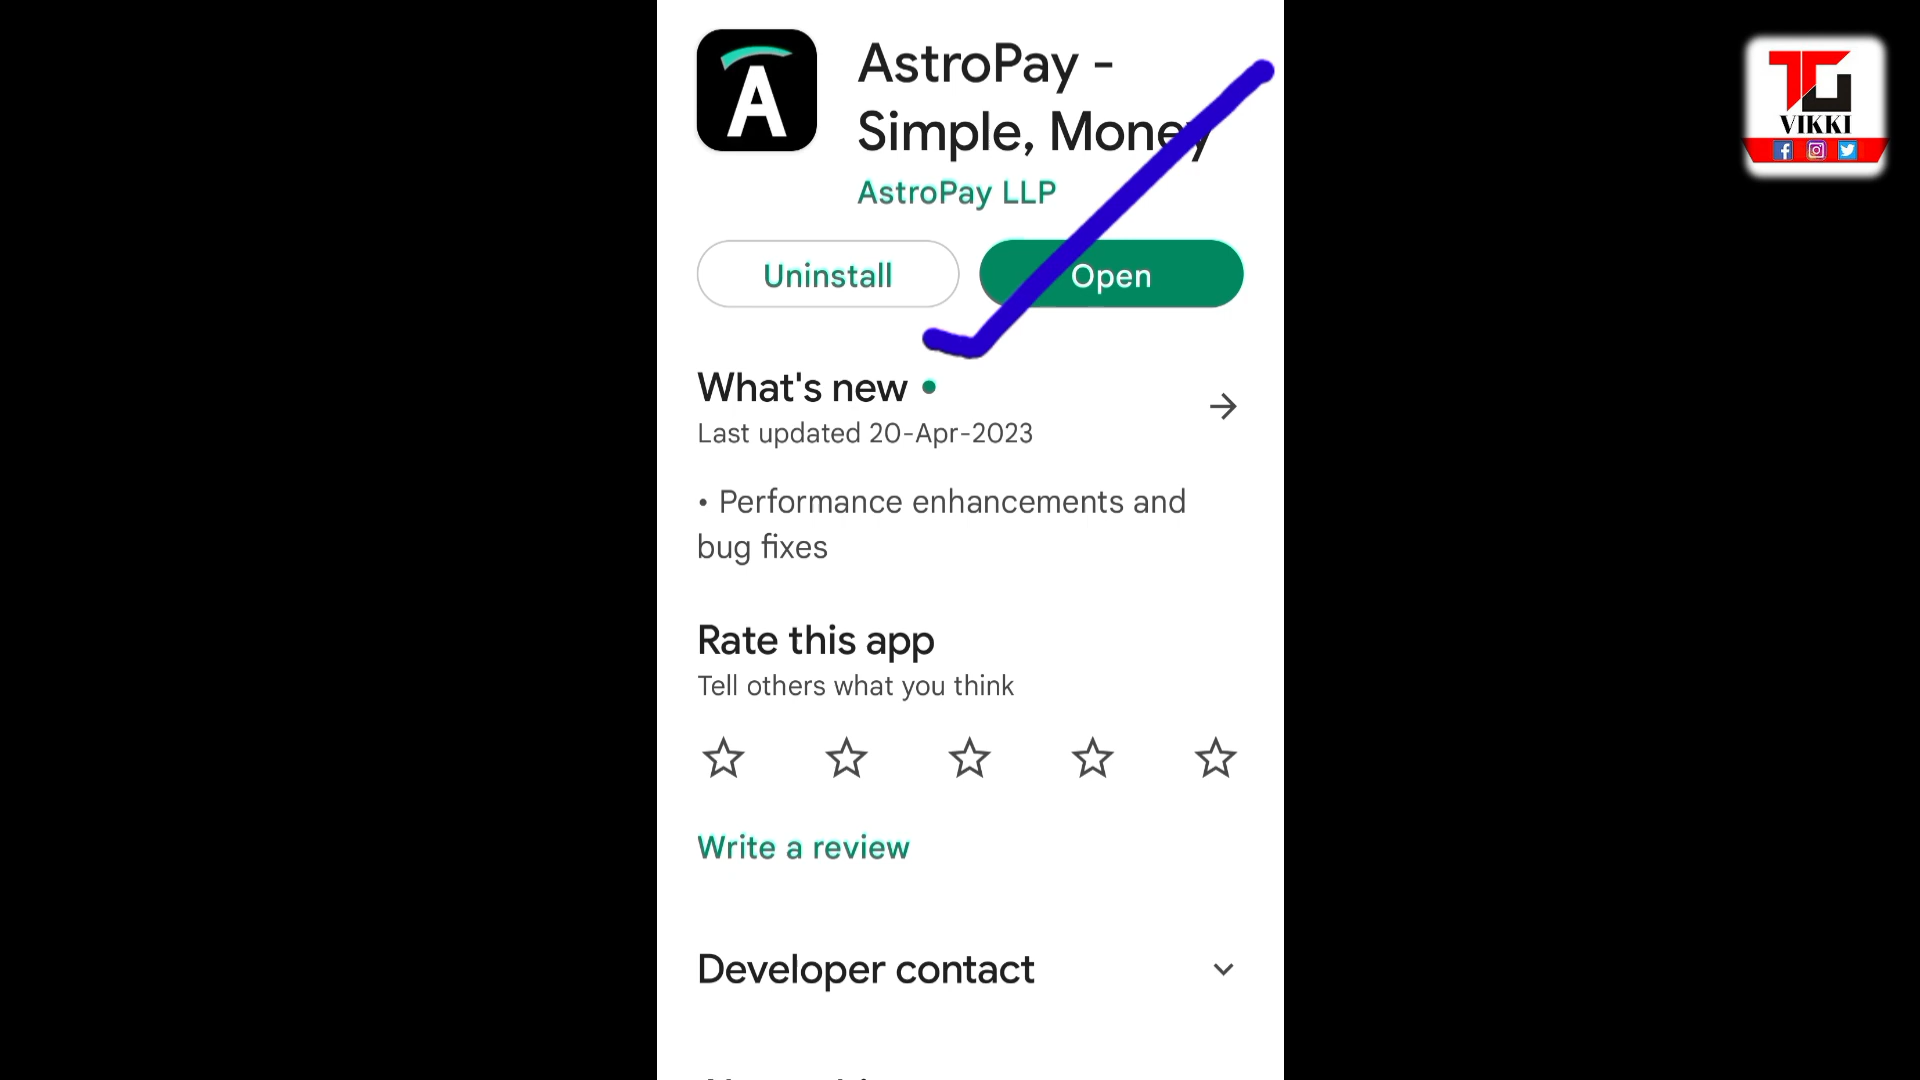 AstroPay -
Simple, Money
AstroPay LLP
Uninstall
Open
What's new
Last updated 20-Apr-2023
• Performance enhancements and
bug fixes
Rate this app
Tell others what you think
Write a review
Developer contact
TG
VIKKI